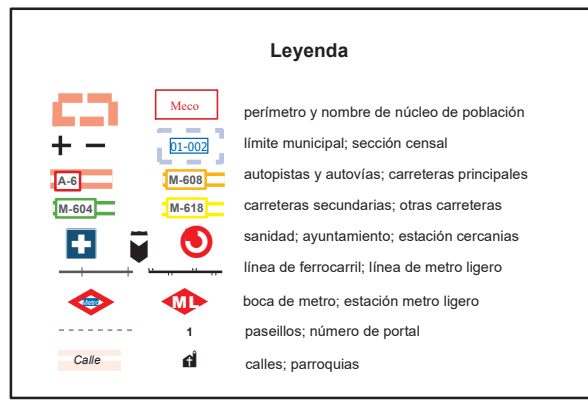 Leyenda
Meco
perímetro y nombre de núcleo de población
01-002
límite municipal; sección censal
A-6
M-608
autopistas y autovías; carreteras principales
M-604
M-618
carreteras secundarias; otras carreteras
sanidad; ayuntamiento; estación cercanias
línea de ferrocarril; línea de metro ligero
Metro
ML
boca de metro; estación metro ligero
1
paseillos; número de portal
Calle
calles; parroquias